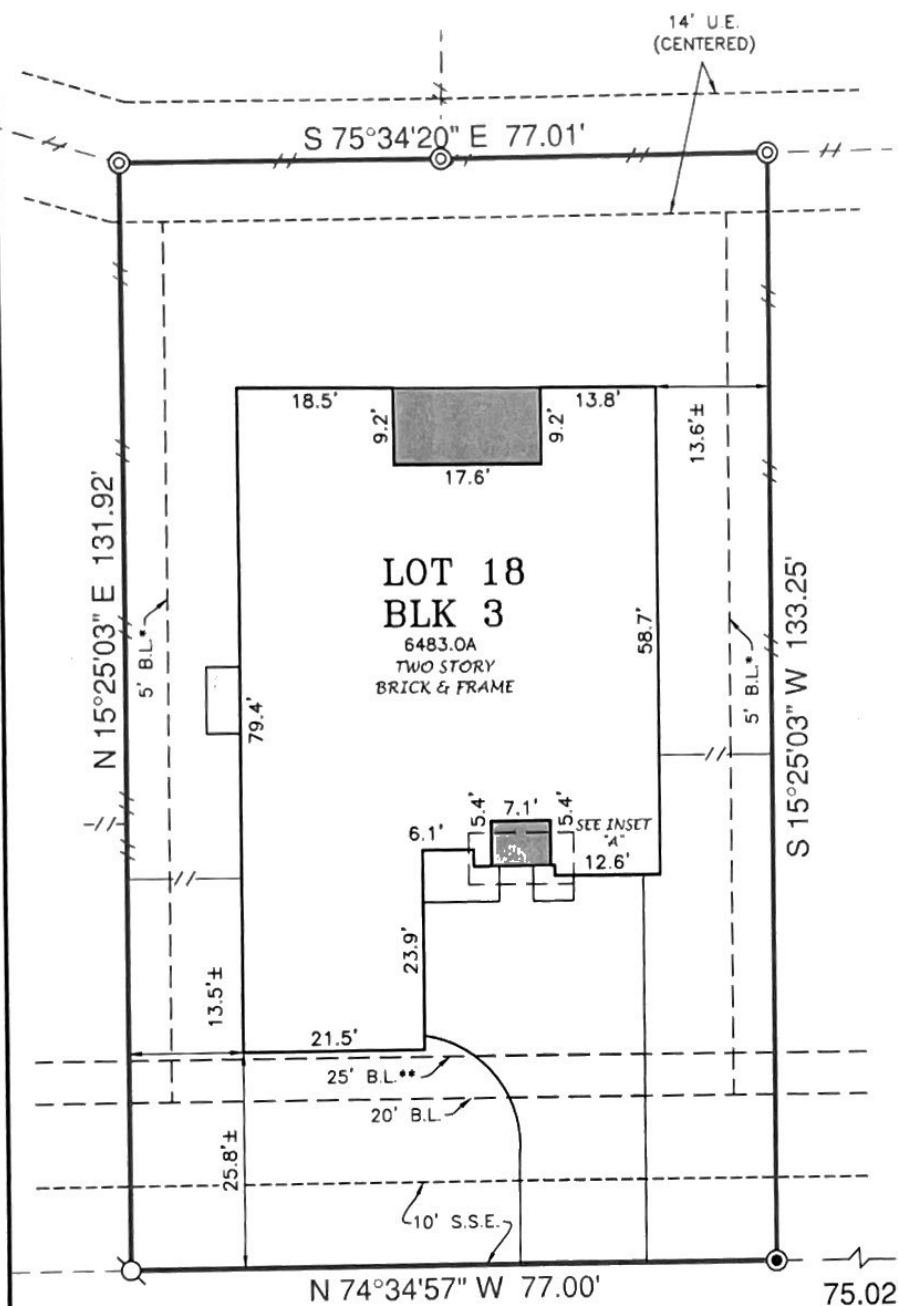 14' U.E.
(CENTERED)
S 75°34'20" E 77.01'
18.5'
9.2'
17.6'
9.2'
13.8'
13.6'±
N 15°25'03" E 131.92'
5' B.L.*
LOT 18
BLK 3
6483.0A
TWO STORY
BRICK & FRAME
58.7'
5' B.L.*
S 15°25'03" W 133.25'
79.4'
6.1'
5.4'
7.1'
5.4'
SEE INSET
"A"
12.6'
23.9'
13.5'±
21.5'
25' B.L.**
20' B.L.
25.8'±
10' S.S.E.
N 74°34'57" W 77.00'
75.02